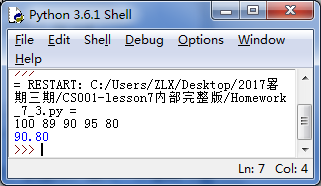 Python 3.6.1 Shell
File Edit Shell Debug Options Window
Help
>>>
= RESTART: C:/Users/ZLX/Desktop/2017暑
期三期/CS001-lesson7内部完整版/Homework
_7_3.py =
100 89 90 95 80
90.80
>>>
Ln: 7 Col: 4